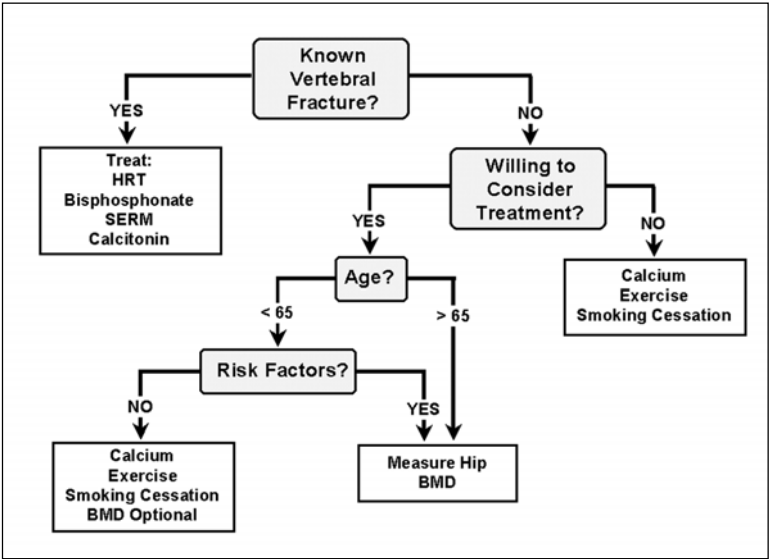 Known
Vertebral
Fracture?
YES
NO
Treat:
HRT
Bisphosphonate
SERM
Calcitonin
Willing to
Consider
Treatment?
YES
NO
Age?
Calcium
Exercise
Smoking Cessation
< 65
> 65
Risk Factors?
NO
YES
Calcium
Exercise
Smoking Cessation
BMD Optional
Measure Hip
BMD